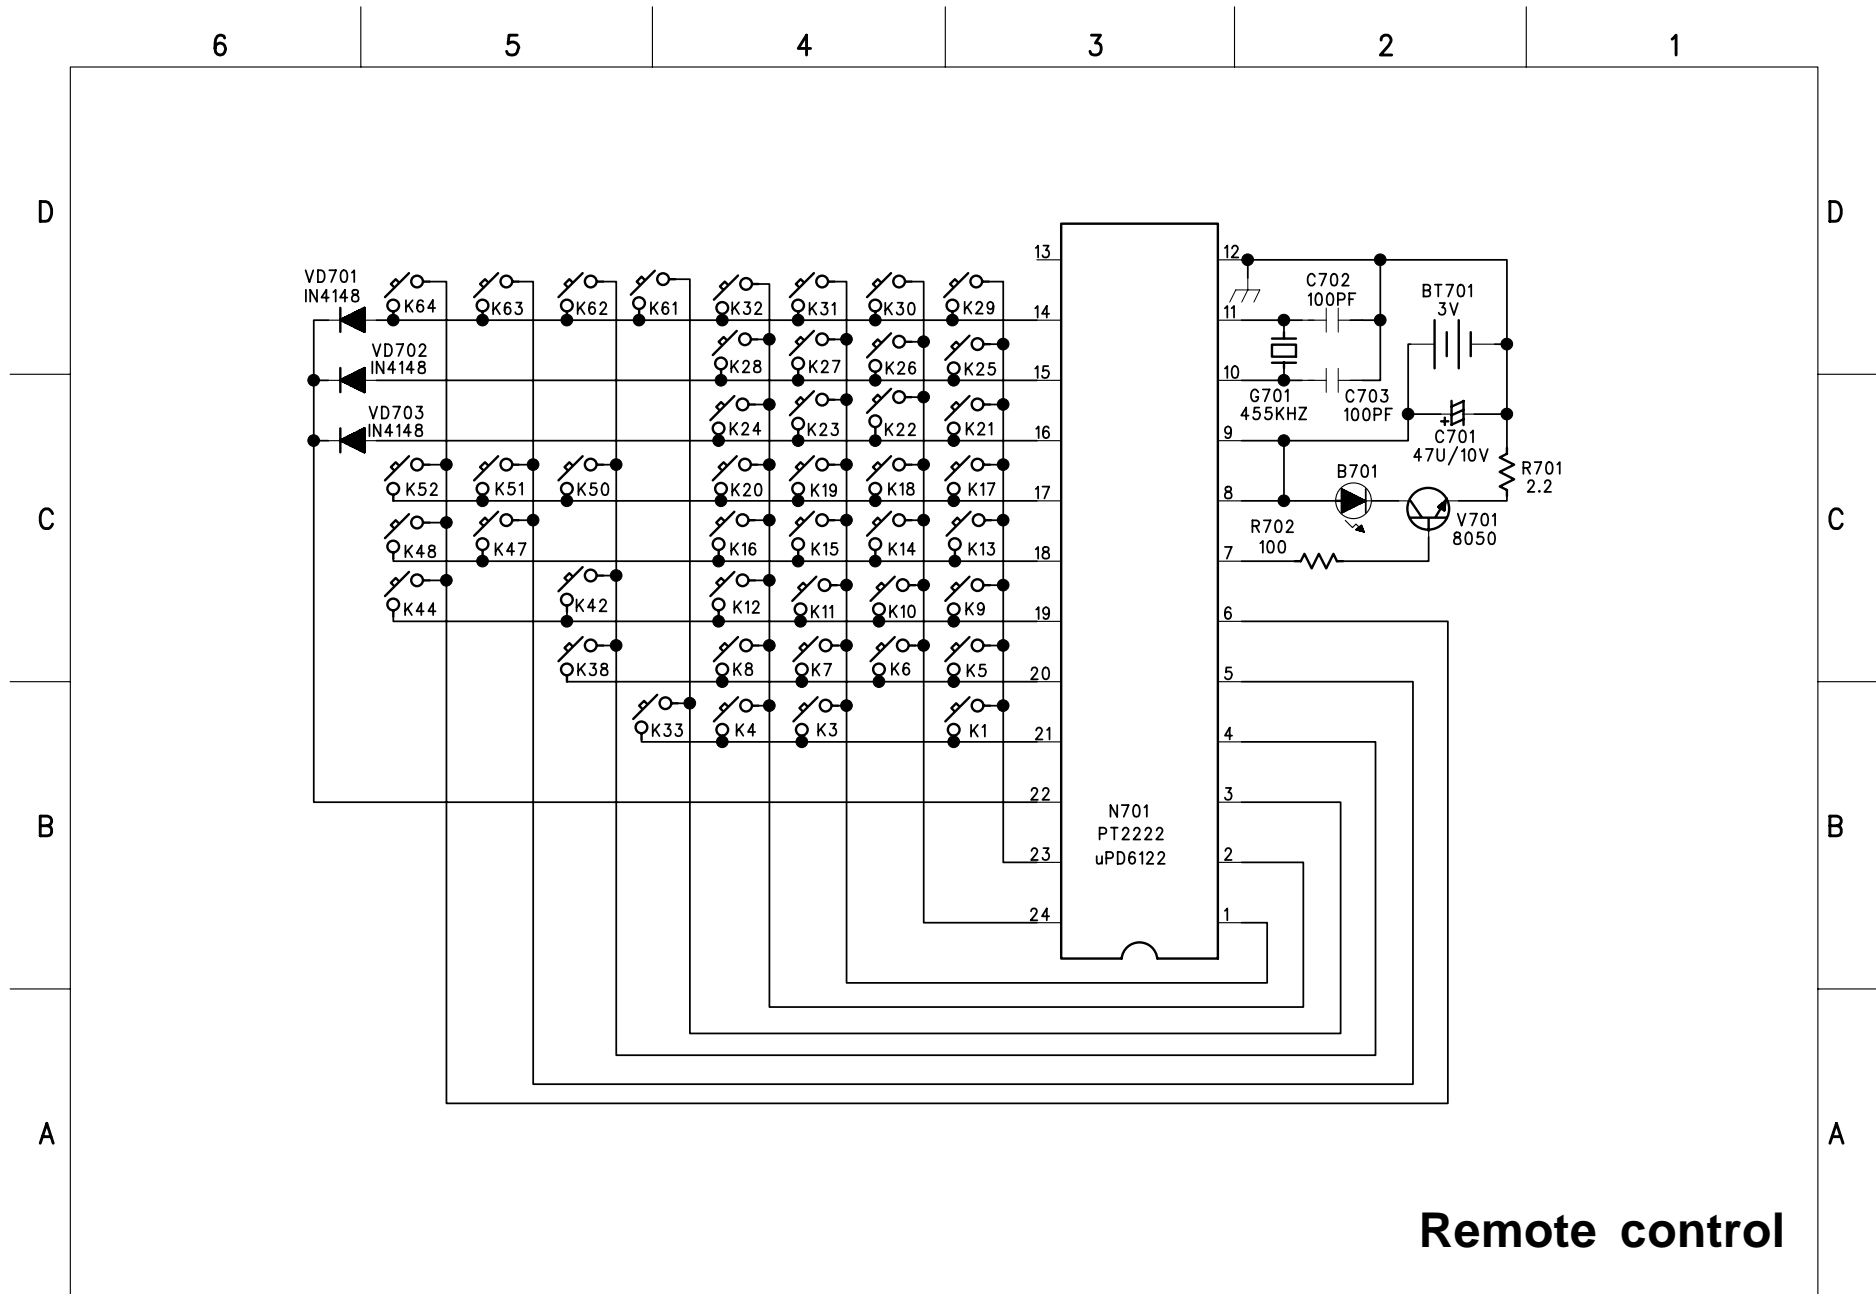 6 5 4 3 2 1
D D
13 12
VD701
IN4148
K64 K63 K62 K61 K32 K31 K30 K29
14 11
C702
100PF
BT701
3V
VD702
IN4148
K28 K27 K26 K25
15 10
G701
455KHZ
C703
100PF
VD703
IN4148
K24 K23 K22 K21
16 9
+
C701
47U/10V
K52 K51 K50 K20 K19 K18 K17
17 8
B701
R701
2.2
V701
8050
C C
K48 K47 K16 K15 K14 K13
18 7
R702
100
K44 K42 K12 K11 K10 K9
19 6
K38 K8 K7 K6 K5
20 5
K33 K4 K3 K1
21 4
22 3
B B
N701
PT2222
uPD6122
23 2
24 1
A A
Remote control